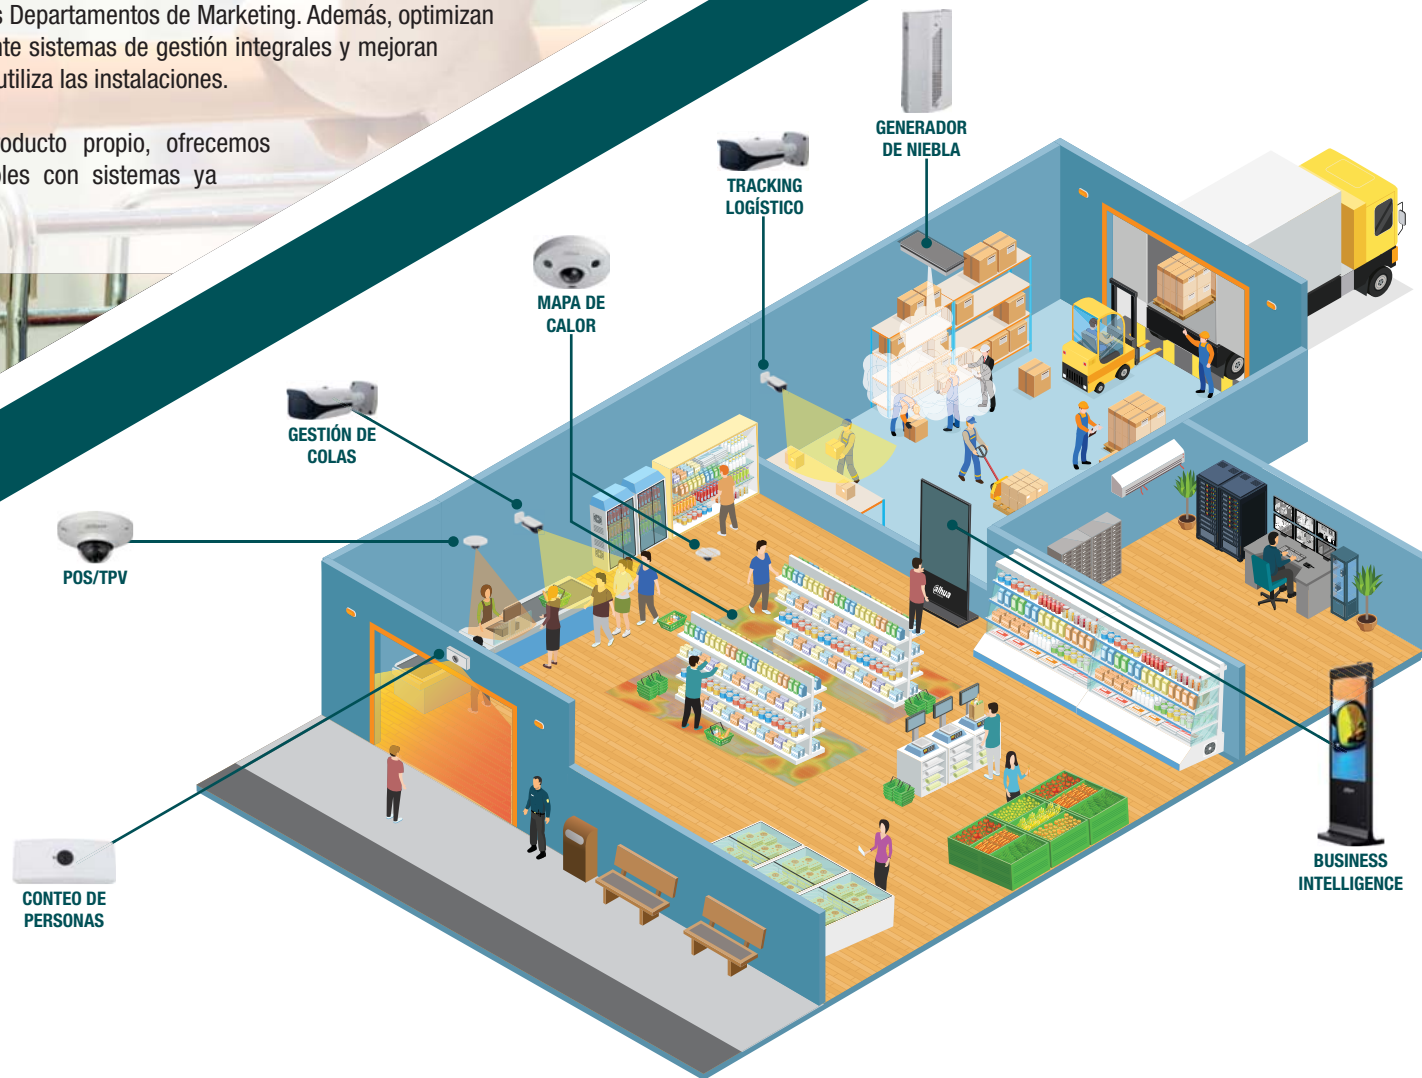 s Departamentos de Marketing. Además, optimizan
nte sistemas de gestión integrales y mejoran
utiliza las instalaciones.
oducto propio, ofrecemos
les con sistemas ya
GENERADOR
DE NIEBLA
TRACKING
LOGÍSTICO
MAPA DE
CALOR
GESTIÓN DE
COLAS
POS/TPV
alhua
CONTEO DE
PERSONAS
BUSINESS
INTELLIGENCE